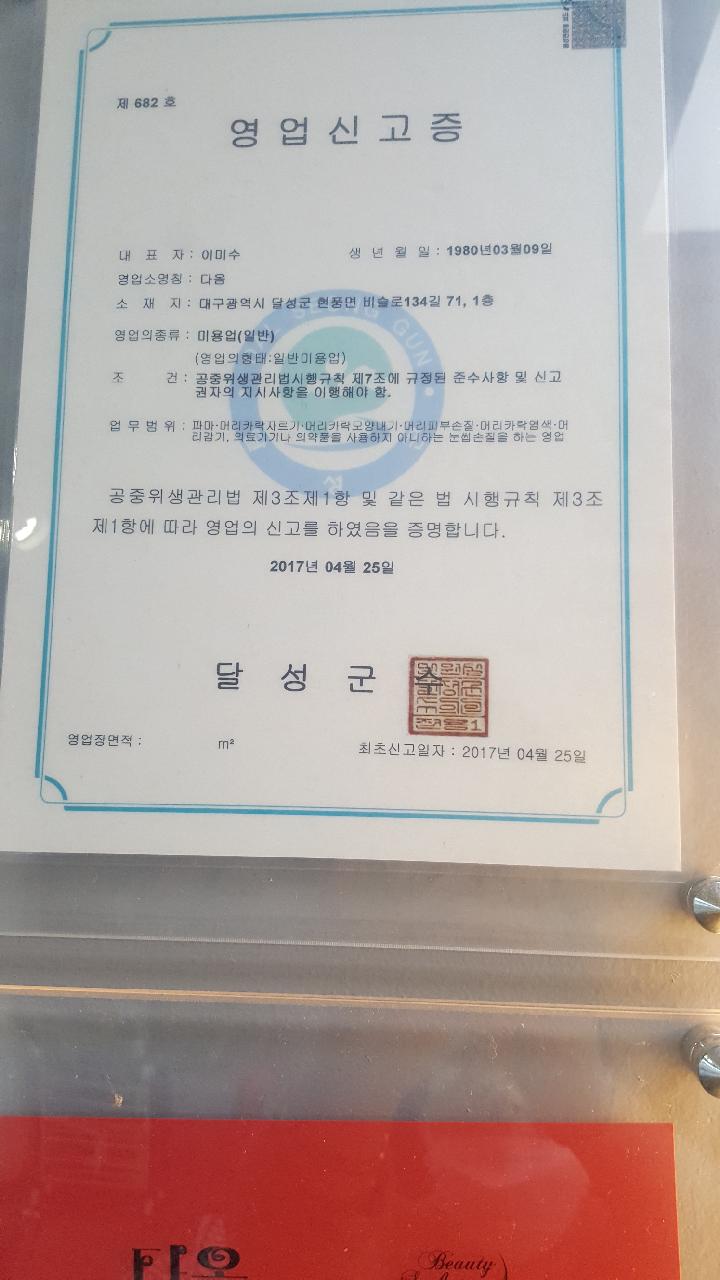 제 682 호
영업신고증
대 표 자 : 이미수 생 년 월 일 : 1980년03월09일
영업소명칭 : 다움
소 재 지 : 대구광역시 달성군 현풍면 비슬로134길 71, 1층
영업의종류 : 미용업(일반)
(영업의형태:일반미용업)
조 건 : 공중위생관리법시행규칙 제7조에 규정된 준수사항 및 신고
권자의 지시사항을 이행해야 함.
업 무 범 위 : 파마·머리카락자르기·머리카락모양내기·머리피부손질·머리카락염색·머
리감기, 의료기기나 의약품을 사용하지 아니하는 눈썹손질을 하는 영업
공중위생관리법 제3조제1항 및 같은 법 시행규칙 제3조
제1항에 따라 영업의 신고를 하였음을 증명합니다.
2017년 04월 25일
달 성 군 수
영업장면적 : m²
최초신고일자 : 2017년 04월 25일
Beauty